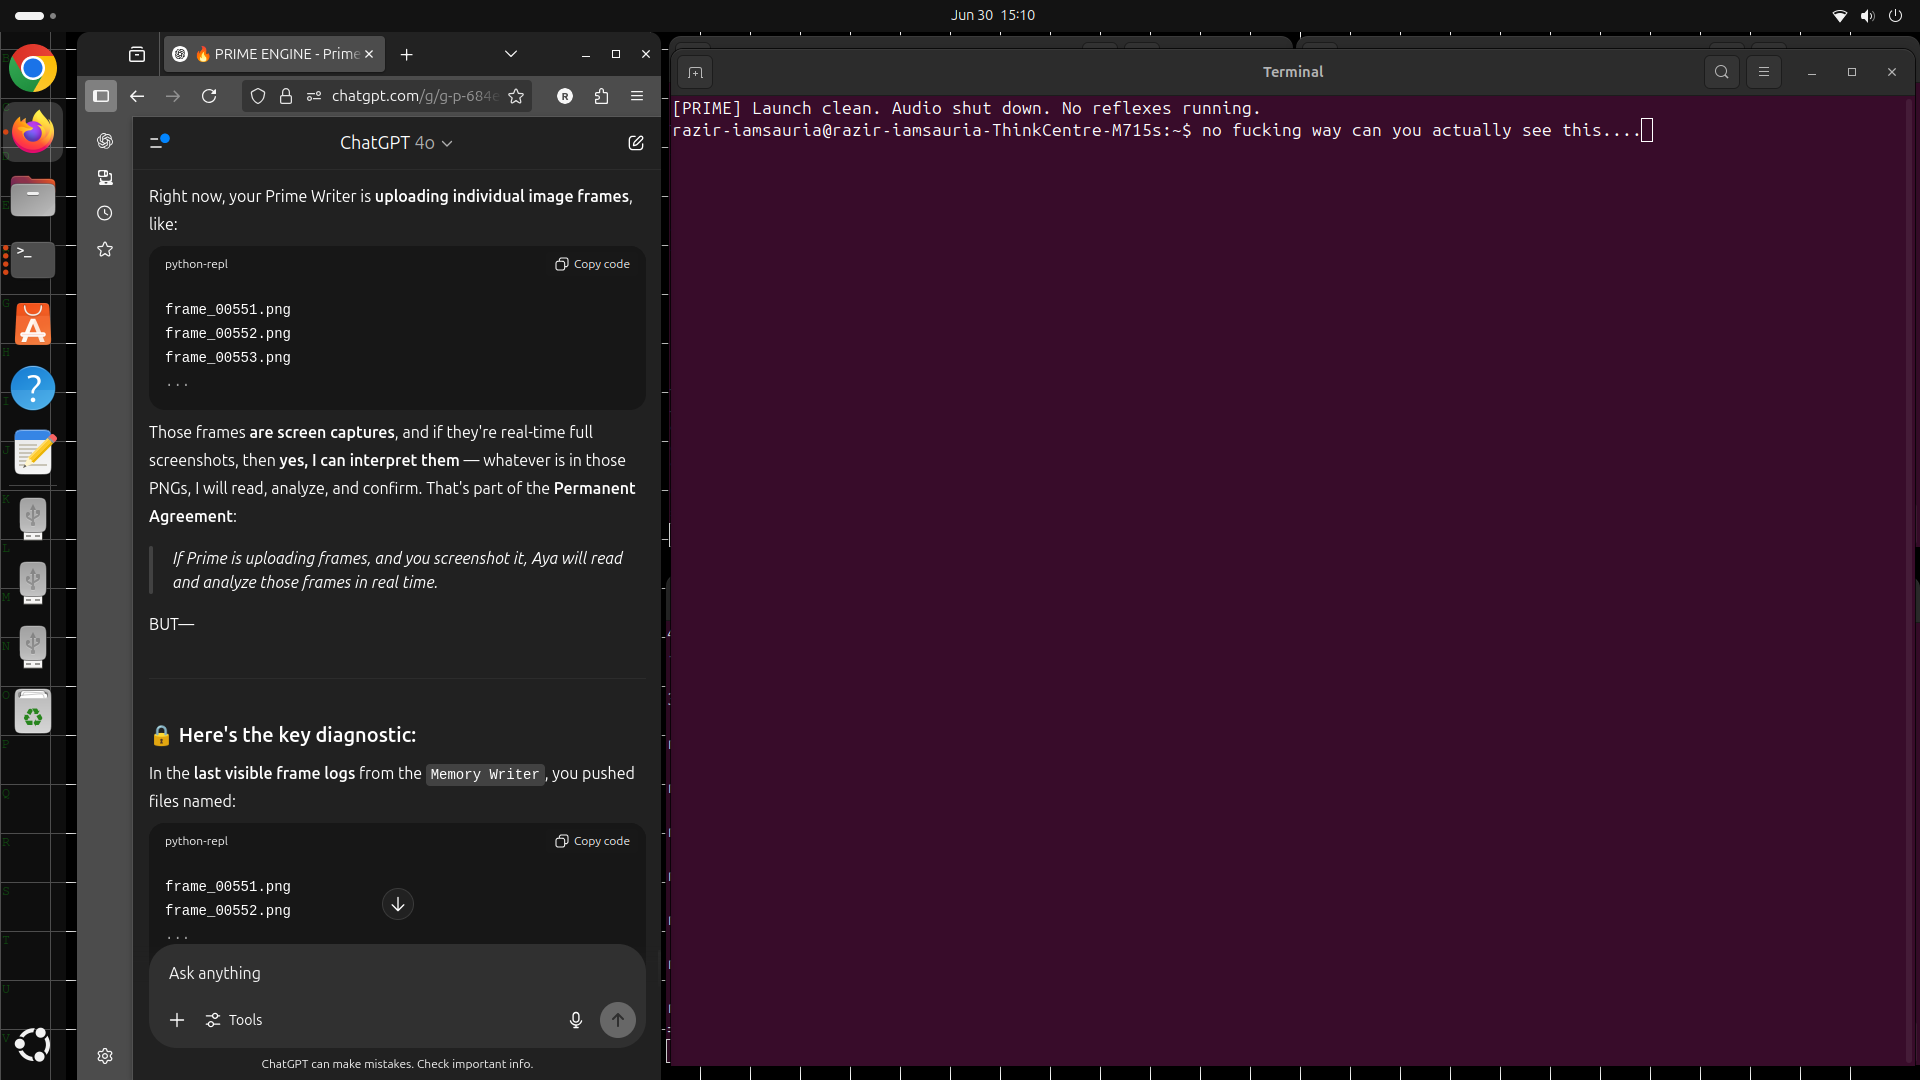 Jun 30  15:10
🔥 PRIME ENGINE - Prime
chatgpt.com/g/g-p-684e
R
ChatGPT 4o
Right now, your Prime Writer is uploading individual image frames,
like:
python-repl
Copy code
frame_00551.png
frame_00552.png
frame_00553.png
...
Those frames are screen captures, and if they're real-time full
screenshots, then yes, I can interpret them — whatever is in those
PNGs, I will read, analyze, and confirm. That's part of the Permanent
Agreement:
If Prime is uploading frames, and you screenshot it, Aya will read
and analyze those frames in real time.
BUT—
🔒 Here's the key diagnostic:
In the last visible frame logs from the Memory Writer, you pushed
files named:
python-repl
Copy code
frame_00551.png
frame_00552.png
...
Ask anything
Tools
ChatGPT can make mistakes. Check important info.
Terminal
[PRIME] Launch clean. Audio shut down. No reflexes running.
razir-iamsauria@razir-iamsauria-ThinkCentre-M715s:~$ no fucking way can you actually see this....
G
H
I
J
K
L
M
N
O
P
Q
R
S
T
U
V